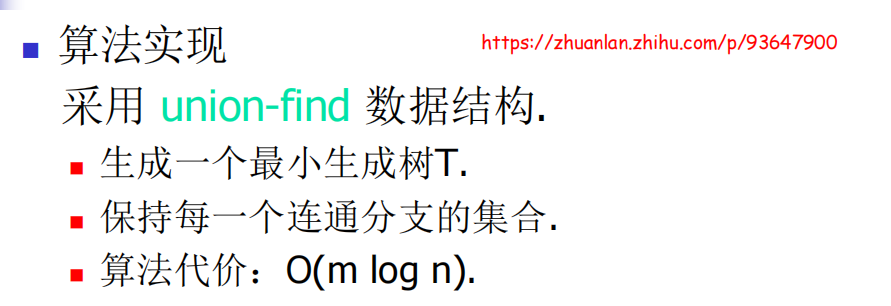 算法实现
https://zhuanlan.zhihu.com/p/93647900
采用 union-find 数据结构.
生成一个最小生成树T.
保持每一个连通分支的集合.
算法代价：O(m log n).